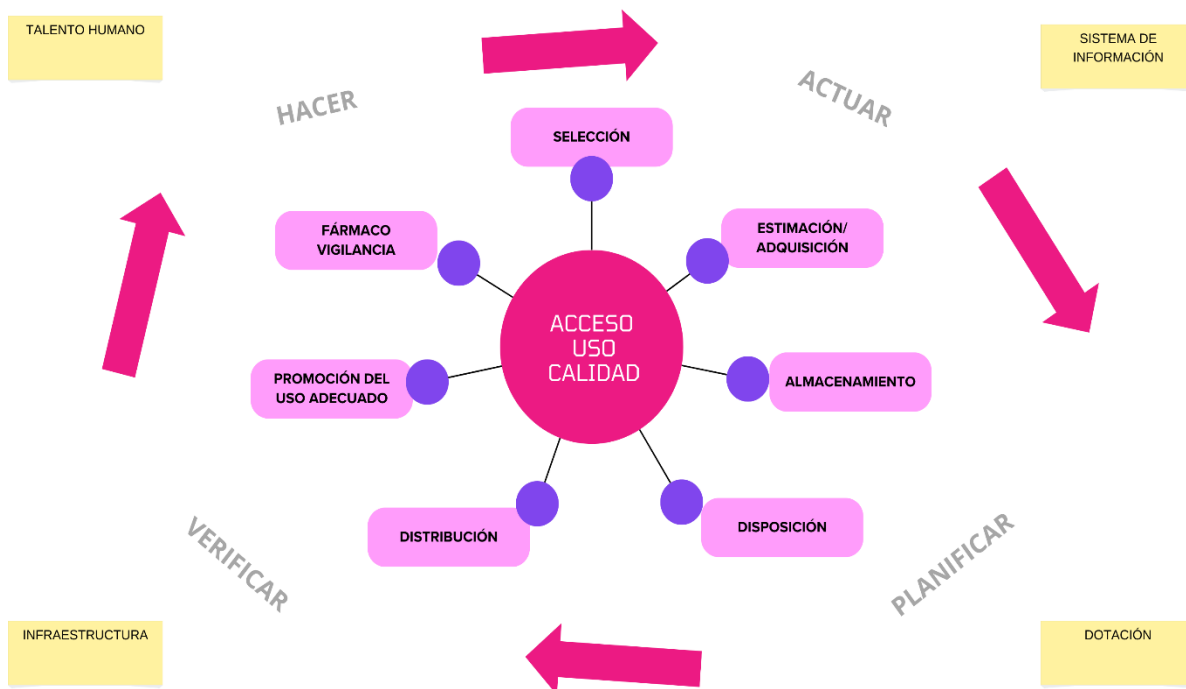 TALENTO HUMANO
SISTEMA DE
INFORMACIÓN
HACER
ACTUAR
SELECCIÓN
FÁRMACO
VIGILANCIA
ESTIMACIÓN/
ADQUISICIÓN
ACCESO
USO
CALIDAD
PROMOCIÓN DEL
USO ADECUADO
ALMACENAMIENTO
DISTRIBUCIÓN
DISPOSICIÓN
VERIFICAR
PLANIFICAR
INFRAESTRUCTURA
DOTACIÓN